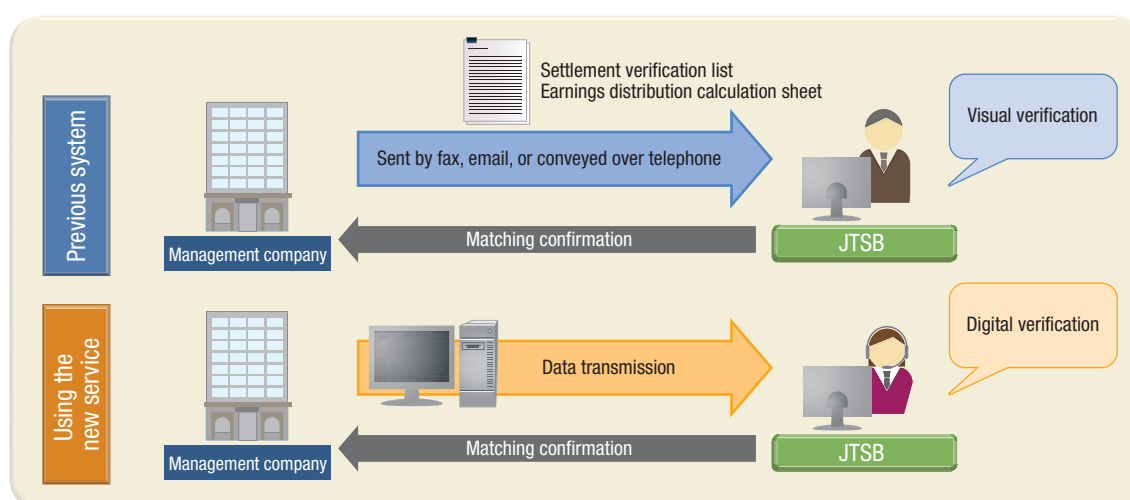 Settlement verification list
Earnings distribution calculation sheet
Previous system
Sent by fax, email, or conveyed over telephone
Visual verification
Matching confirmation
Management company
JTSB
Using the
new service
Data transmission
Digital verification
Matching confirmation
Management company
JTSB